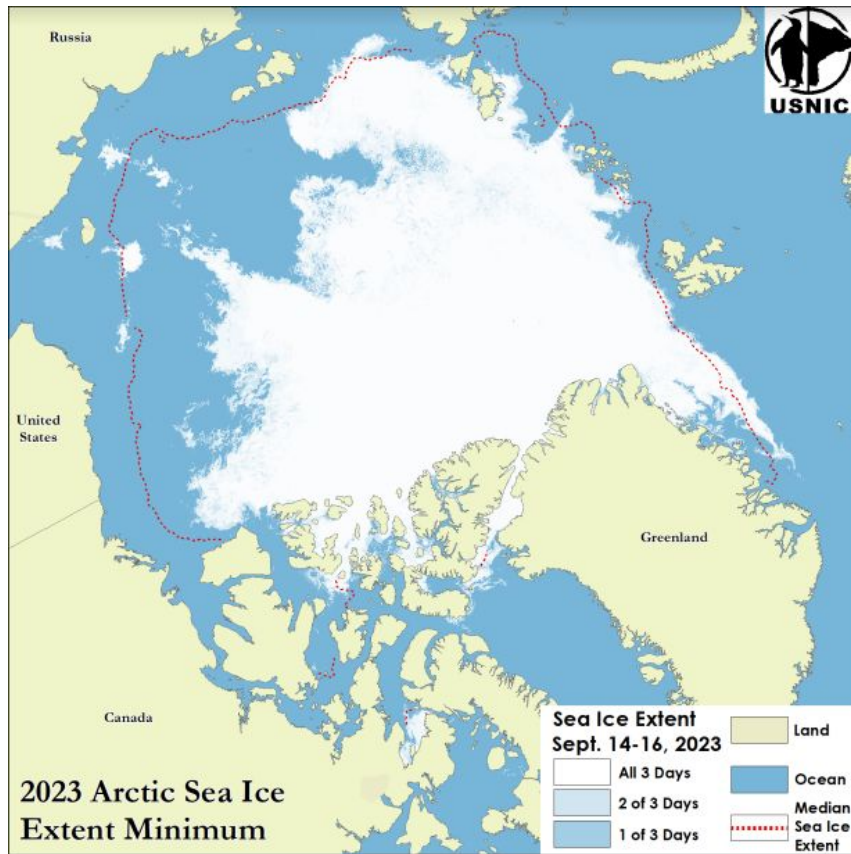 Russia
USNIC
United
States
Greenland
Canada
2023 Arctic Sea Ice
Extent Minimum
Sea Ice Extent
Sept. 14-16, 2023
All 3 Days
2 of 3 Days
1 of 3 Days
Land
Ocean
Median
Sea Ice
Extent